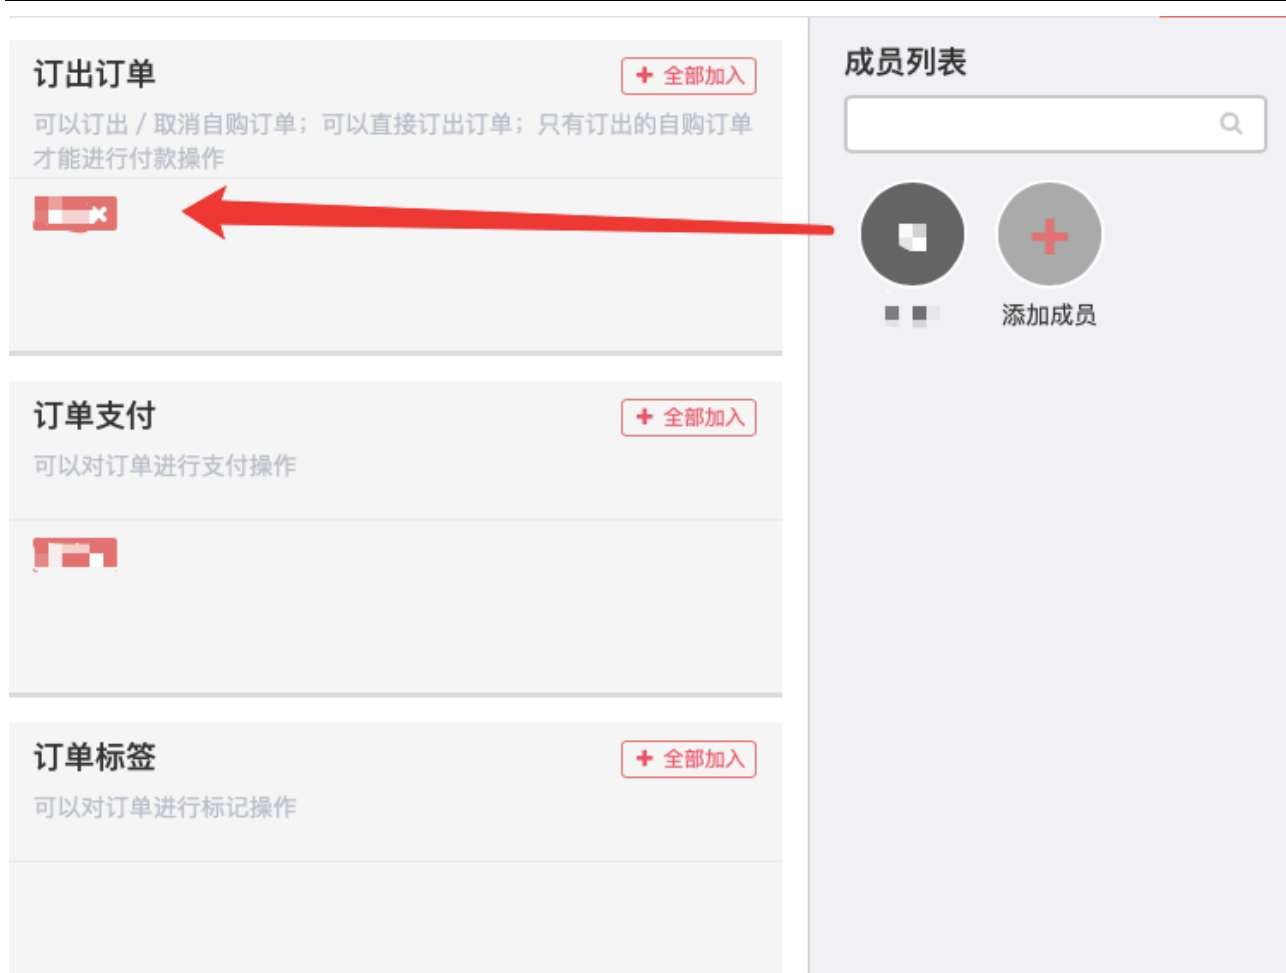 订出订单
全部加入
可以订出 / 取消自购订单；可以直接订出订单；只有订出的自购订单
才能进行付款操作
订单支付
全部加入
可以对订单进行支付操作
订单标签
全部加入
可以对订单进行标记操作
成员列表
添加成员